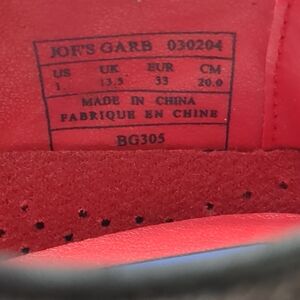 JOF'S GARB 030204
US UK EUR CM
1 13.5 33 20.0
MADE IN CHINA
FABRIQUE EN CHINE
BG305